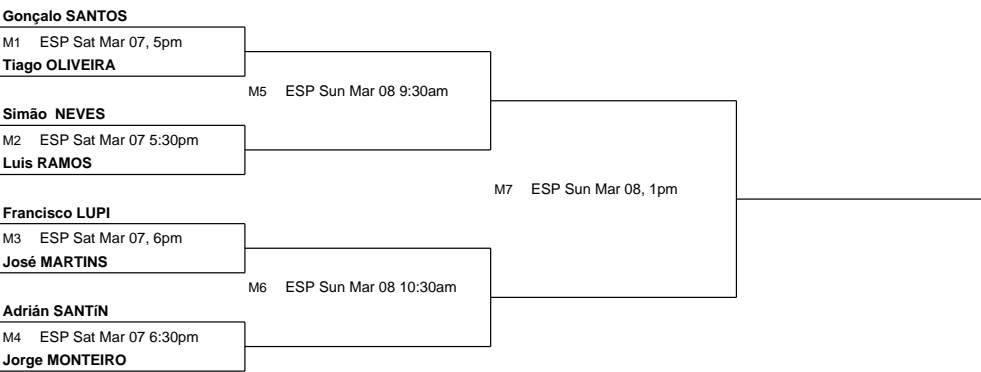 Gonçalo SANTOS
M1 ESP Sat Mar 07, 5pm
Tiago OLIVEIRA
M5 ESP Sun Mar 08 9:30am
Simão NEVES
M2 ESP Sat Mar 07 5:30pm
Luis RAMOS
M7 ESP Sun Mar 08, 1pm
Francisco LUPI
M3 ESP Sat Mar 07, 6pm
José MARTINS
M6 ESP Sun Mar 08 10:30am
Adrián SANTíN
M4 ESP Sat Mar 07 6:30pm
Jorge MONTEIRO